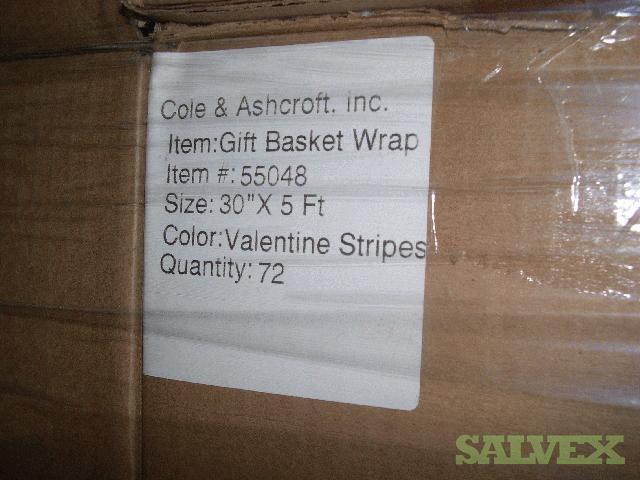 Cole & Ashcroft. inc.
Item:Gift Basket Wrap
Item #: 55048
Size: 30"X 5 Ft
Color:Valentine Stripes
Quantity: 72
SALVEX